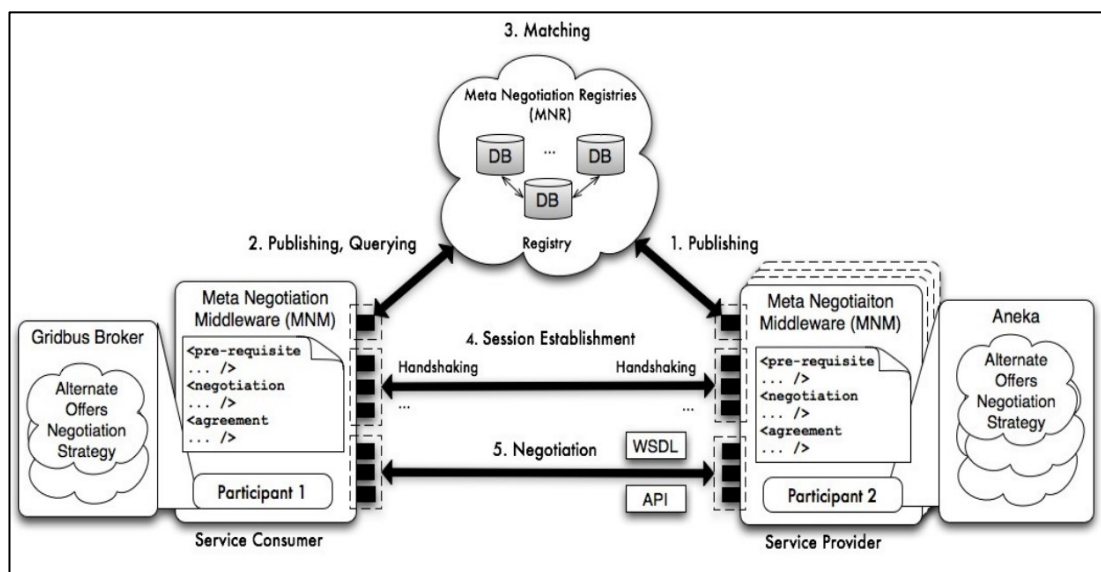 3. Matching
Meta Negotiation Registries
(MNR)
DB
...
DB
DB
Registry
2. Publishing, Querying
1. Publishing
Gridbus Broker
Alternate
Offers
Negotiation
Strategy
Meta Negotiation
Middleware (MNM)
<pre-requisite
... />
<negotiation
... />
<agreement
... />
Participant 1
Service Consumer
4. Session Establishment
Handshaking
Handshaking
...
...
5. Negotiation
WSDL
API
Meta Negotiaiton
Middleware (MNM)
<pre-requisite
... />
<negotiation
... />
<agreement
... />
Participant 2
Service Provider
Aneka
Alternate
Offers
Negotiation
Strategy